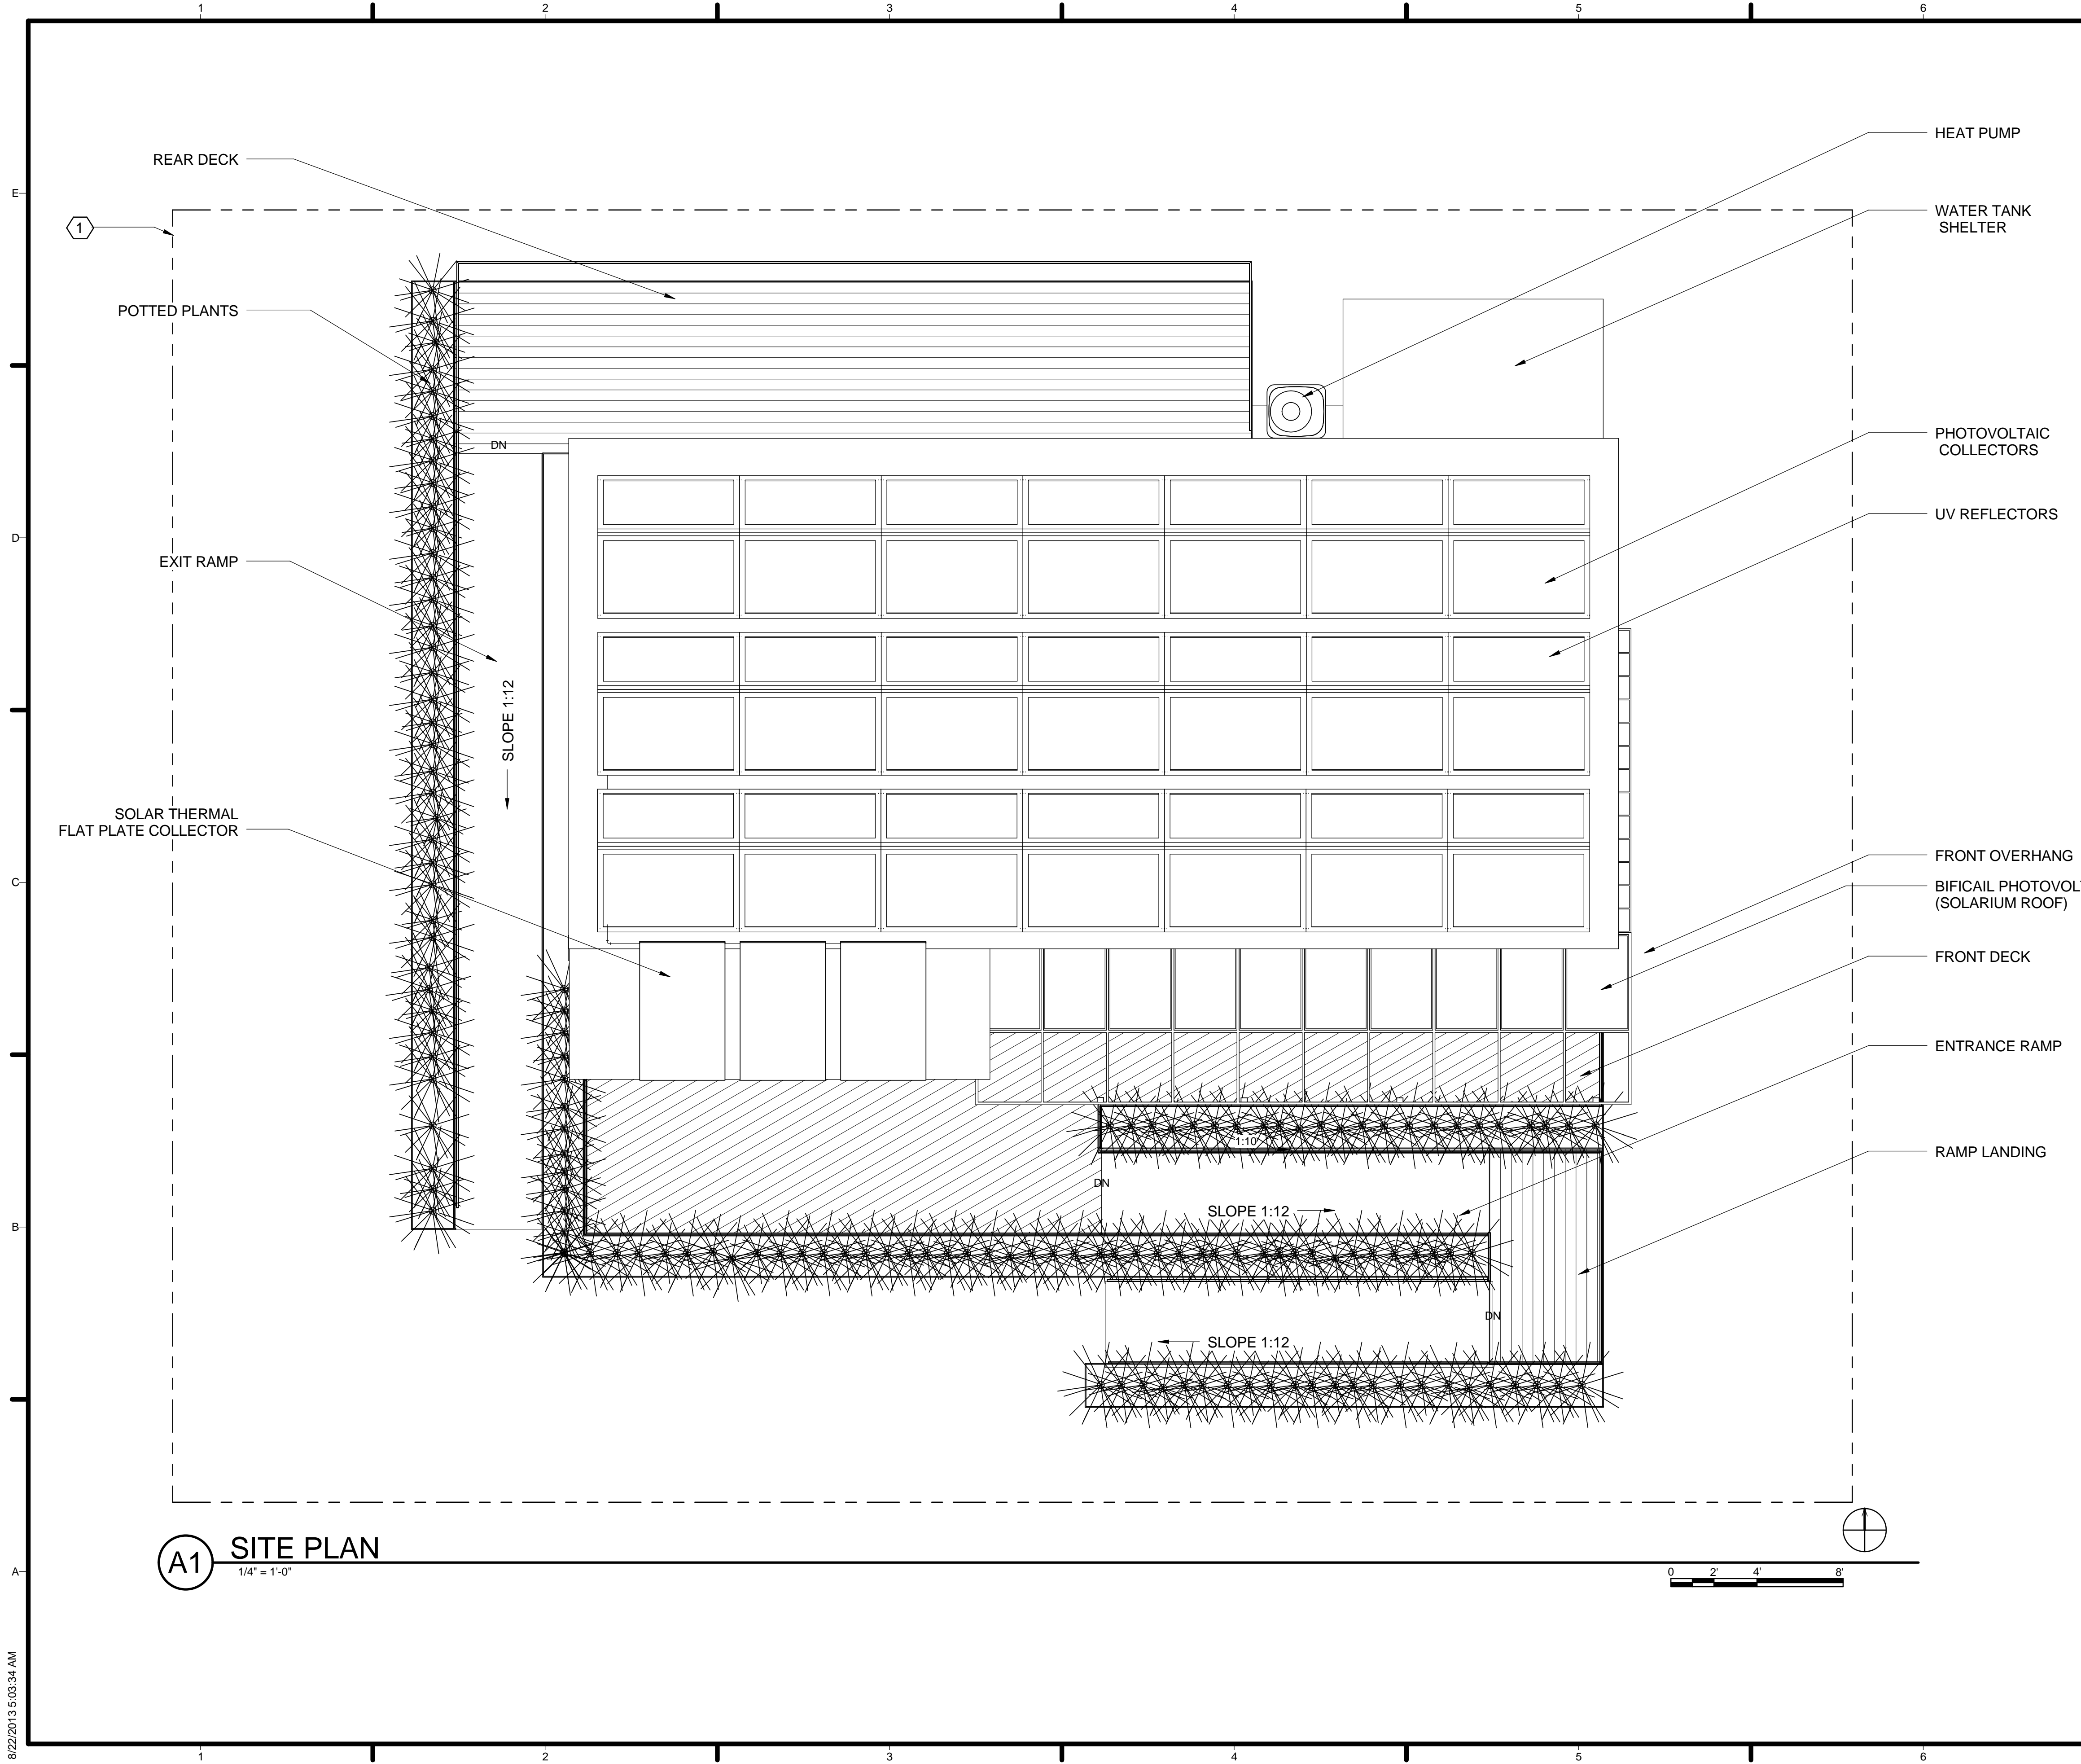 1 2 3 4 5 6
HEAT PUMP
REAR DECK
E
WATER TANK
SHELTER
1
POTTED PLANTS
PHOTOVOLTAIC
COLLECTORS
DN
UV REFLECTORS
D
EXIT RAMP
SLOPE 1:12
SOLAR THERMAL
FLAT PLATE COLLECTOR
FRONT OVERHANG
C
BIFICAIL PHOTOVOL
(SOLARIUM ROOF)
FRONT DECK
ENTRANCE RAMP
1:10
RAMP LANDING
DN
SLOPE 1:12
B
DN
SLOPE 1:12
A1 SITE PLAN
1/4" = 1'-0"
A
0 2' 4' 8'
8/22/2013 5:03:34 AM
1 2 3 4 5 6